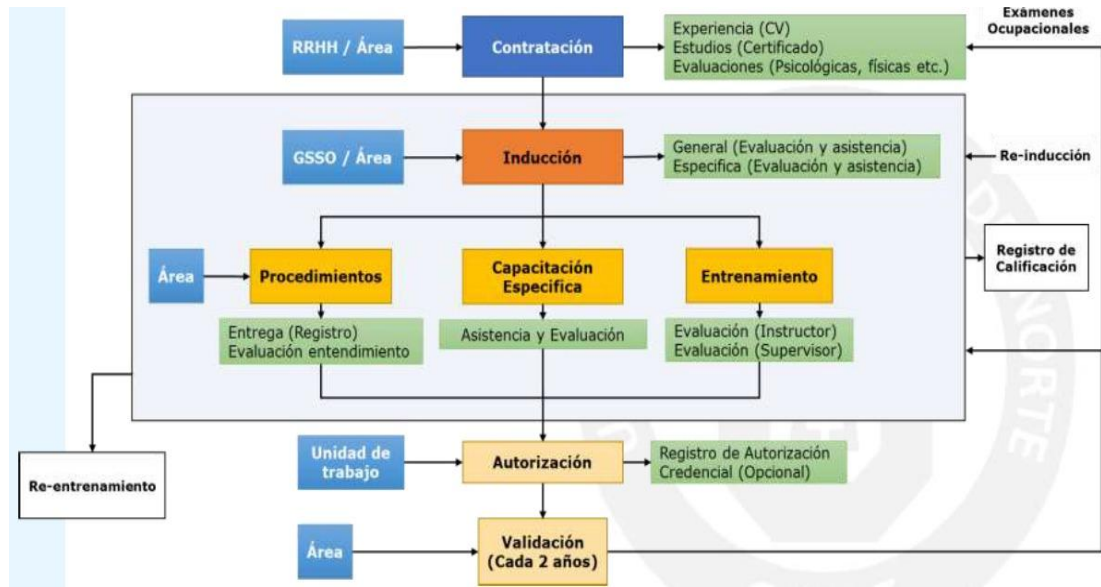 Exámenes
Ocupacionales
RRHH / Área
Contratación
Experiencia (CV)
Estudios (Certificado)
Evaluaciones (Psicológicas, físicas etc.)
GSSO / Área
Inducción
General (Evaluación y asistencia)
Especifica (Evaluación y asistencia)
Re-inducción
Área
Procedimientos
Capacitación
Especifica
Entrenamiento
Registro de
Calificación
Entrega (Registro)
Evaluación entendimiento
Asistencia y Evaluación
Evaluación (Instructor)
Evaluación (Supervisor)
Unidad de
trabajo
Autorización
Registro de Autorización
Credencial (Opcional)
Re-entrenamiento
Área
Validación
(Cada 2 años)
NORTE